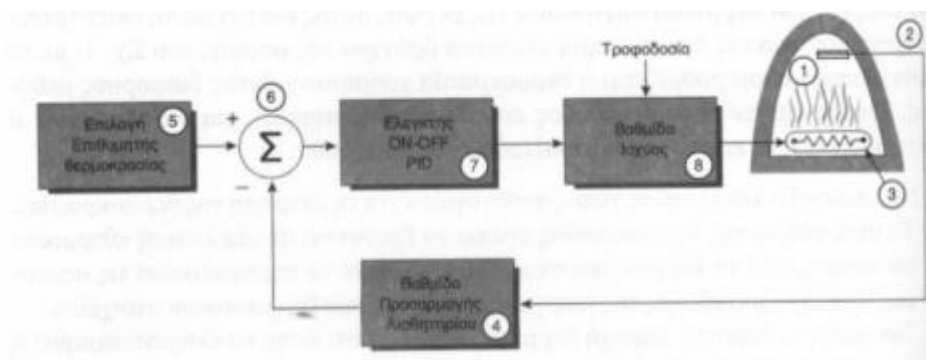 Τροφοδοσία
2
1
6
5
Επιλογή
Επιθυμητής
θερμοκρασίας
+
Σ
−
Ελεγκτής
ON-OFF
PID
7
Βαθμίδα
Ισχύος
8
3
Βαθμίδα
Προσαρμογής
Αισθητηρίου
4